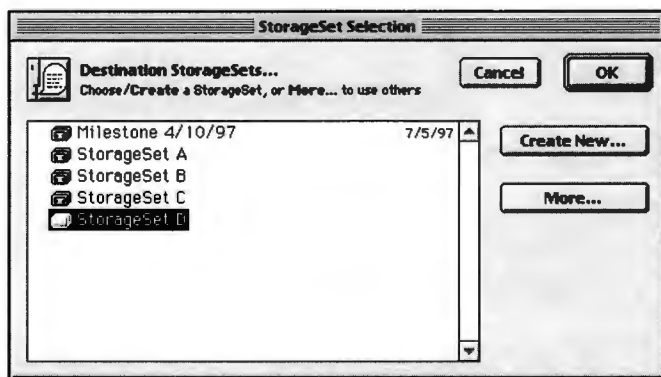 StorageSet Selection
Destination StorageSets...
Choose/Create a StorageSet, or More... to use others
Cancel
OK
Milestone 4/10/97 7/5/97
StorageSet A
StorageSet B
StorageSet C
StorageSet D
Create New...
More...